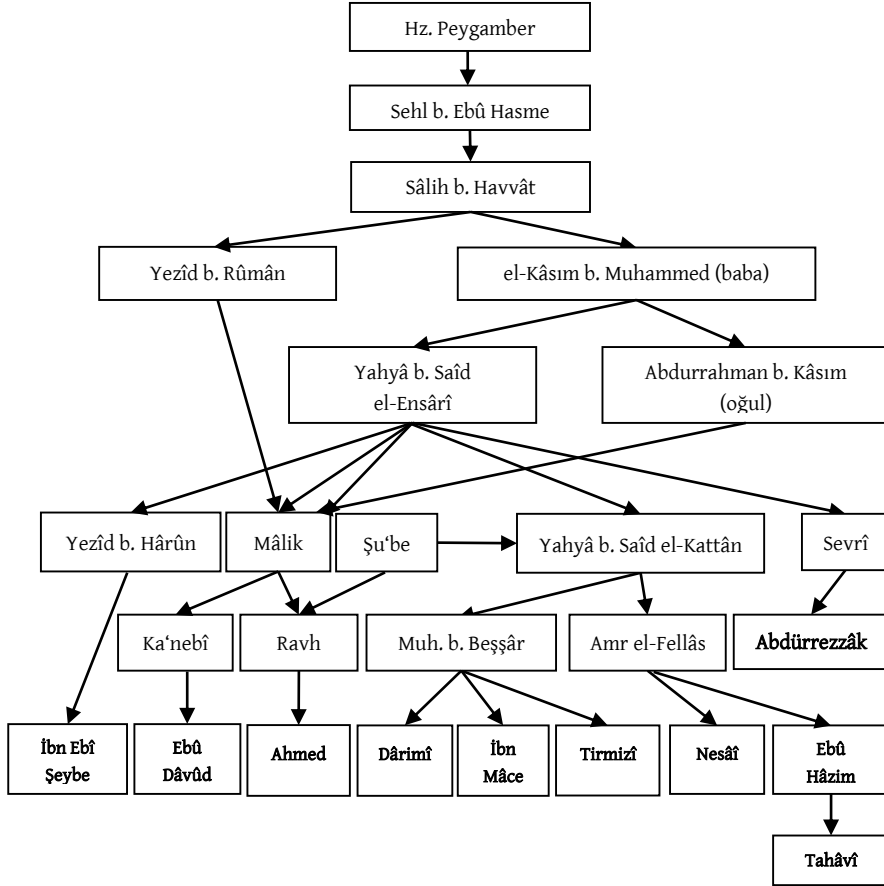 Hz. Peygamber
Sehl b. Ebû Hasme
Sâlih b. Havvât
Yezîd b. Rûmân
el-Kâsım b. Muhammed (baba)
Yahyâ b. Saîd
el-Ensârî
Abdurrahman b. Kâsım
(oğul)
Yezîd b. Hârûn
Mâlik
Şu‘be
Yahyâ b. Saîd el-Kattân
Sevrî
Ka‘nebî
Ravh
Muh. b. Beşşâr
Amr el-Fellâs
Abdürrezzâk
İbn Ebî
Şeybe
Ebû
Dâvûd
Ahmed
Dârimî
İbn
Mâce
Tirmizî
Nesâî
Ebû
Hâzim
Tahâvî